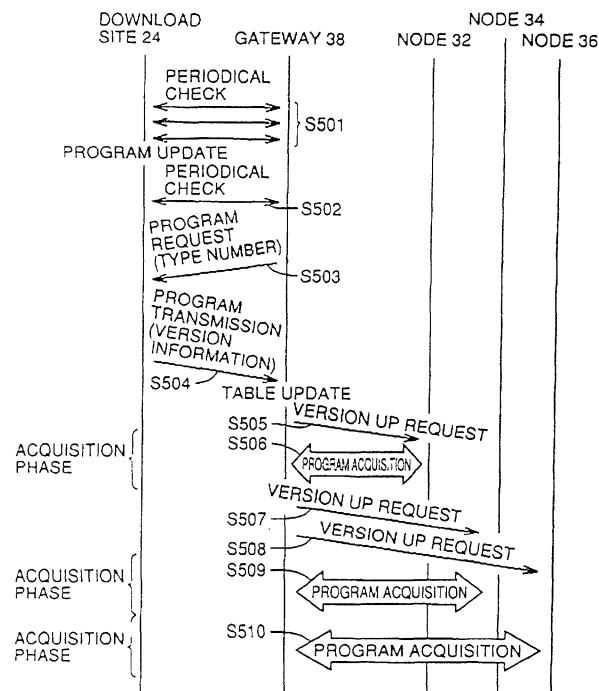 DOWNLOAD
SITE 24
GATEWAY 38
NODE 32
NODE 34
NODE 36
PERIODICAL
CHECK
S501
PROGRAM UPDATE
PERIODICAL
CHECK
S502
PROGRAM
REQUEST
(TYPE NUMBER)
S503
PROGRAM
TRANSMISSION
(VERSION
INFORMATION)
S504
TABLE UPDATE
S505
VERSION UP REQUEST
S506
ACQUISITION
PHASE
PROGRAM ACQUISITION
VERSION UP REQUEST
S507
VERSION UP REQUEST
S508
S509
ACQUISITION
PHASE
PROGRAM ACQUISITION
S510
ACQUISITION
PHASE
PROGRAM ACQUISITION